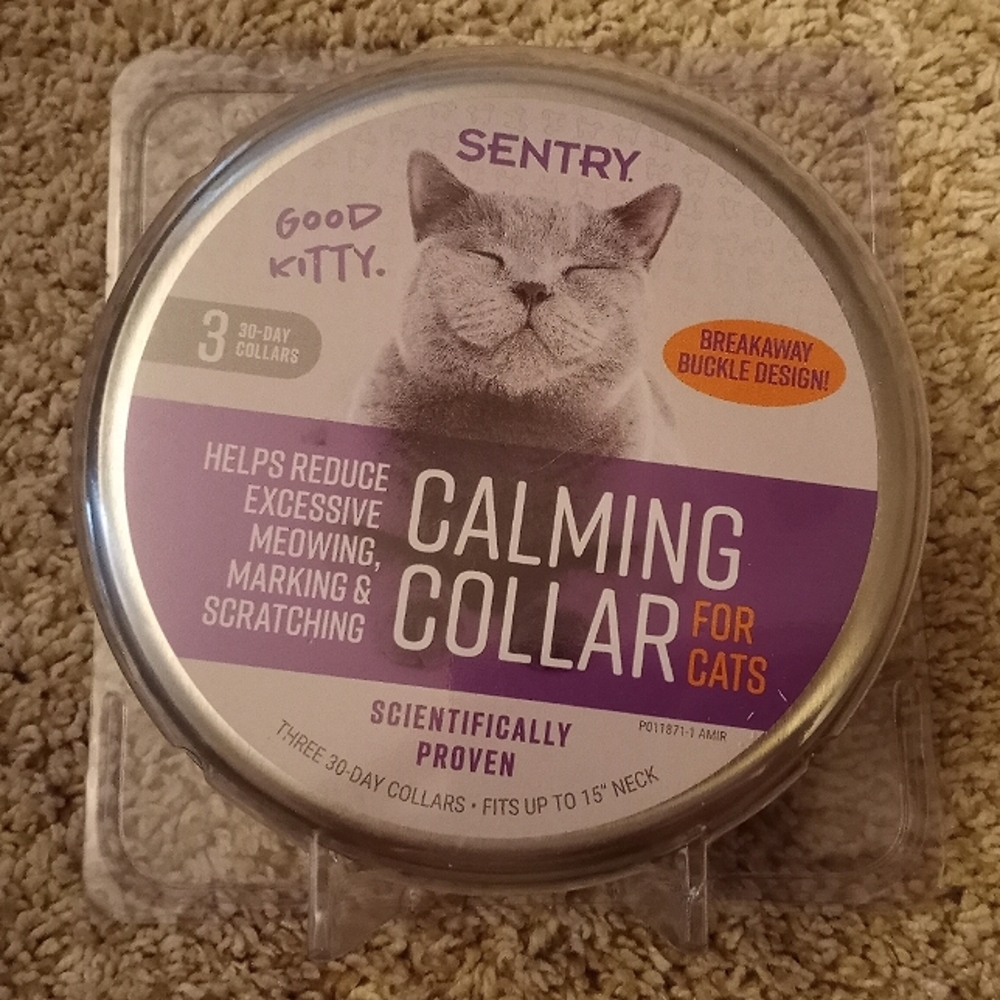 SENTRY.
GOOD
KITTY.
3 30-DAY
COLLARS
BREAKAWAY
BUCKLE DESIGN!
HELPS REDUCE
EXCESSIVE
MEOWING,
MARKING &
SCRATCHING
CALMING
COLLAR
FOR
CATS
SCIENTIFICALLY
PROVEN
P011871-1 AMIR
THREE 30-DAY COLLARS • FITS UP TO 15" NECK